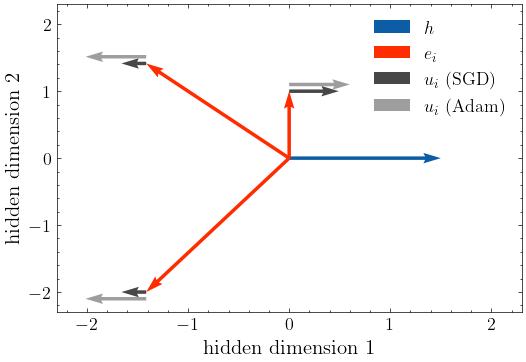 h
e_i
u_i (SGD)
u_i (Adam)
2
1
0
−1
−2
hidden dimension 2
−2 −1 0 1 2
hidden dimension 1